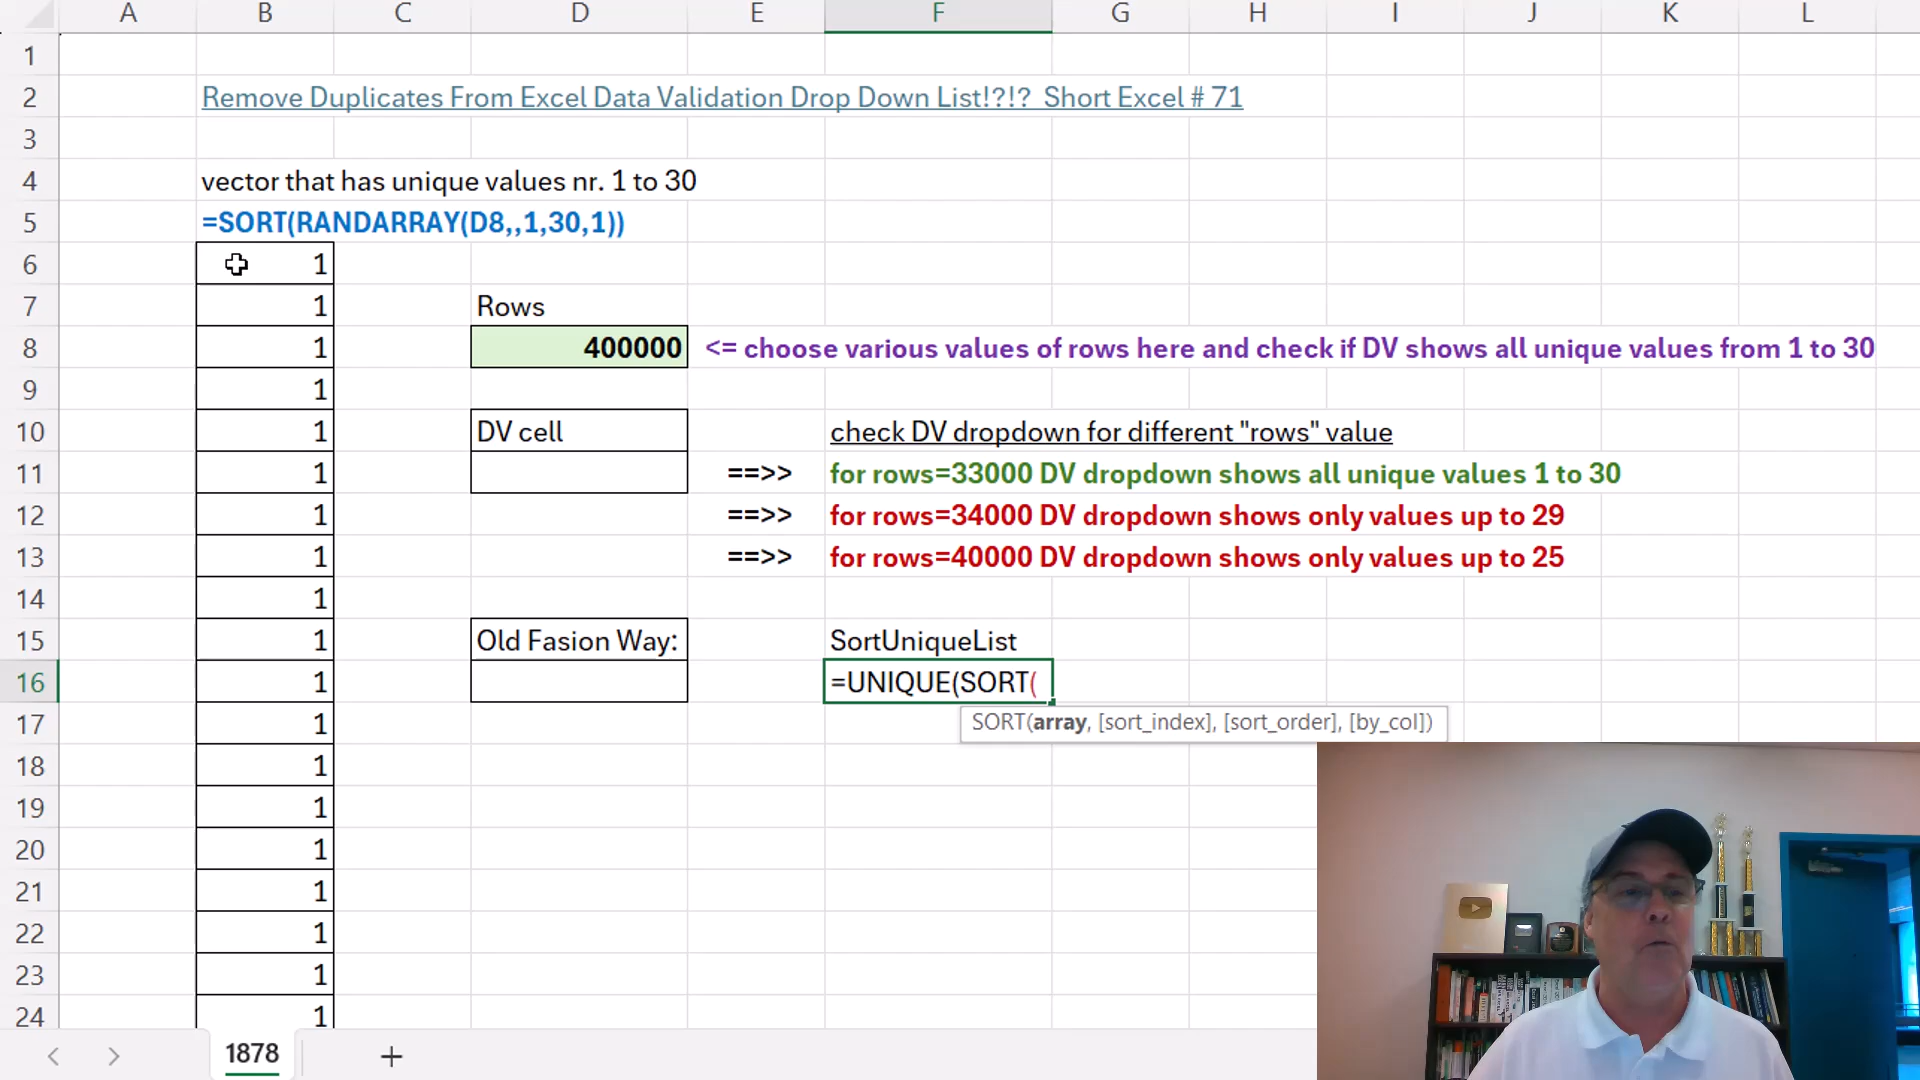 A B C D E F G H I J K L
1
2 Remove Duplicates From Excel Data Validation Drop Down List!?!? Short Excel # 71
3
4 vector that has unique values nr. 1 to 30
5 =SORT(RANDARRAY(D8,,1,30,1))
6 1
7 1 Rows
8 1 400000 <= choose various values of rows here and check if DV shows all unique values from 1 to 30
9 1
10 1 DV cell check DV dropdown for different "rows" value
11 1 ==>> for rows=33000 DV dropdown shows all unique values 1 to 30
12 1 ==>> for rows=34000 DV dropdown shows only values up to 29
13 1 ==>> for rows=40000 DV dropdown shows only values up to 25
14 1
15 1 Old Fasion Way: SortUniqueList
16 1 =UNIQUE(SORT(
17 1 SORT(array, [sort_index], [sort_order], [by_col])
18 1
19 1
20 1
21 1
22 1
23 1
24 1
1878 +